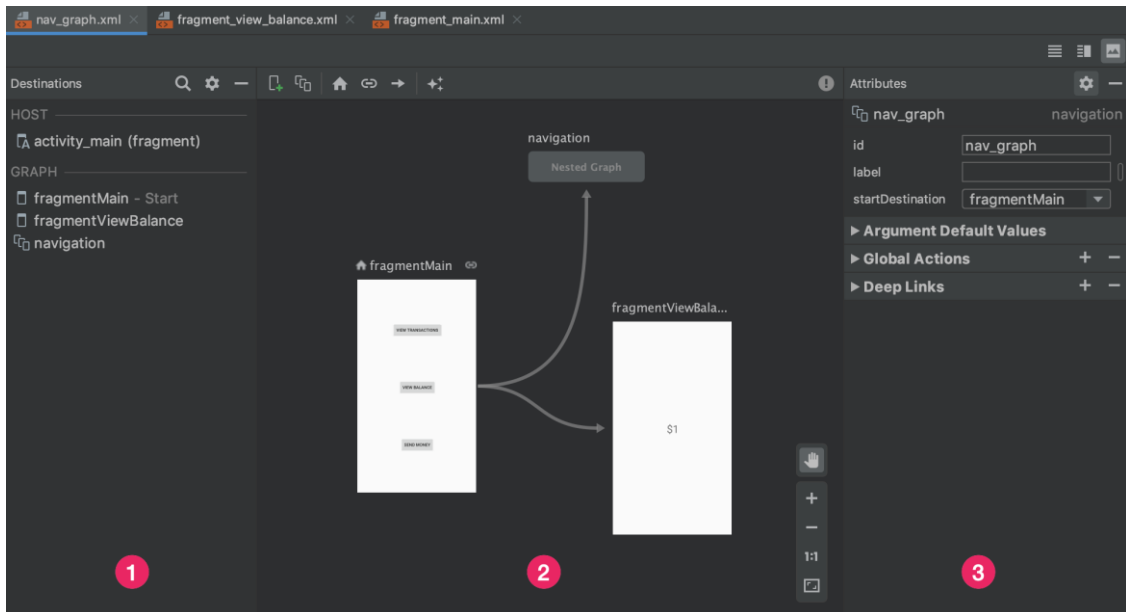 nav_graph.xml
fragment_view_balance.xml
fragment_main.xml
Destinations
HOST
activity_main (fragment)
GRAPH
fragmentMain - Start
fragmentViewBalance
navigation
1
navigation
Nested Graph
fragmentMain
VIEW TRANSACTIONS
VIEW BALANCE
SEND MONEY
fragmentViewBala...
$1
1:1
2
Attributes
nav_graph navigation
id nav_graph
label
startDestination fragmentMain
Argument Default Values
Global Actions
Deep Links
3